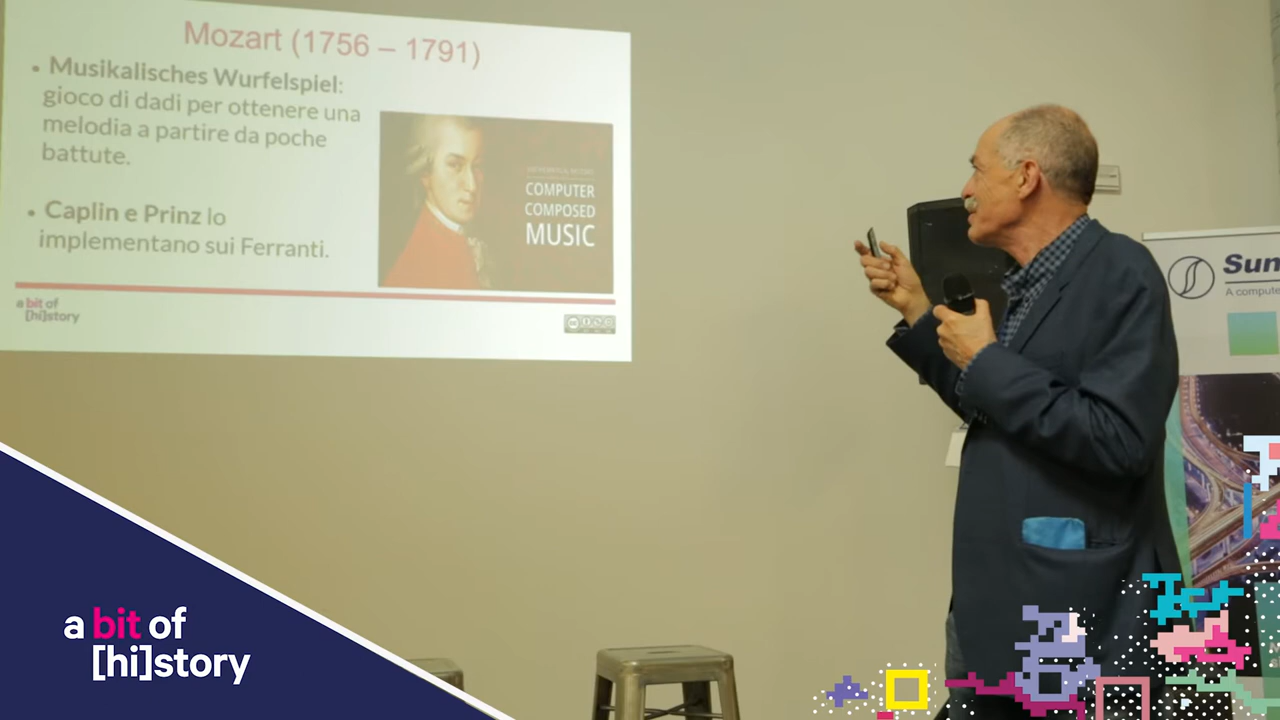 Mozart (1756 – 1791)
• Musikalisches Wurfelspiel:
gioco di dadi per ottenere una
melodia a partire da poche
battute.
• Caplin e Prinz lo
implementano sui Ferranti.
COMPUTER
COMPOSED
MUSIC
a bit of
[hi]story
Sun
A compute
a bit of
[hi]story